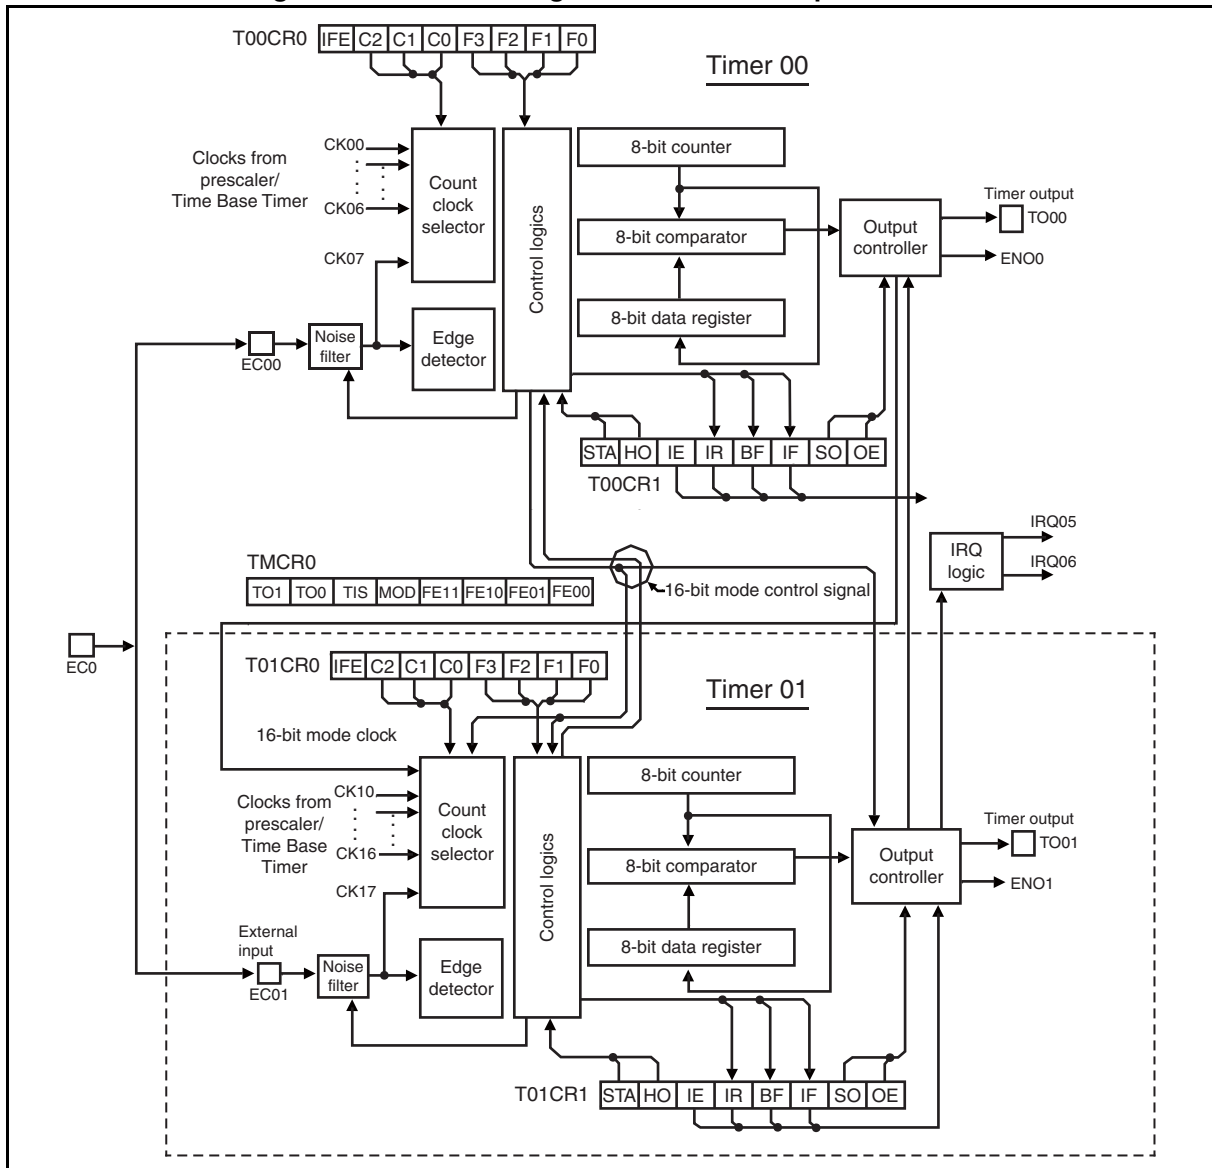 T00CR0 IFE C2 C1 C0 F3 F2 F1 F0
Timer 00
CK00
Clocks from
prescaler/
Time Base Timer
CK06
CK07
Count
clock
selector
Control logics
8-bit counter
8-bit comparator
8-bit data register
Output
controller
Timer output
TO00
ENO0
EC00
Noise
filter
Edge
detector
STA HO IE IR BF IF SO OE
T00CR1
IRQ
logic
IRQ05
IRQ06
TMCR0
TO1 TO0 TIS MOD FE11 FE10 FE01 FE00
16-bit mode control signal
EC0
T01CR0 IFE C2 C1 C0 F3 F2 F1 F0
Timer 01
16-bit mode clock
CK10
Clocks from
prescaler/
Time Base
Timer
CK16
CK17
Count
clock
selector
Control logics
8-bit counter
8-bit comparator
8-bit data register
Output
controller
Timer output
TO01
ENO1
External
input
EC01
Noise
filter
Edge
detector
T01CR1 STA HO IE IR BF IF SO OE